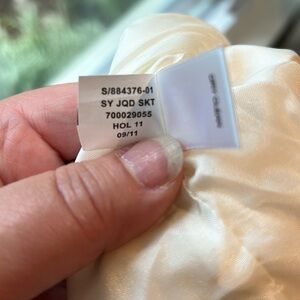 S/884376-01
SY JQD SKT
700029055
HOL 11
09/11